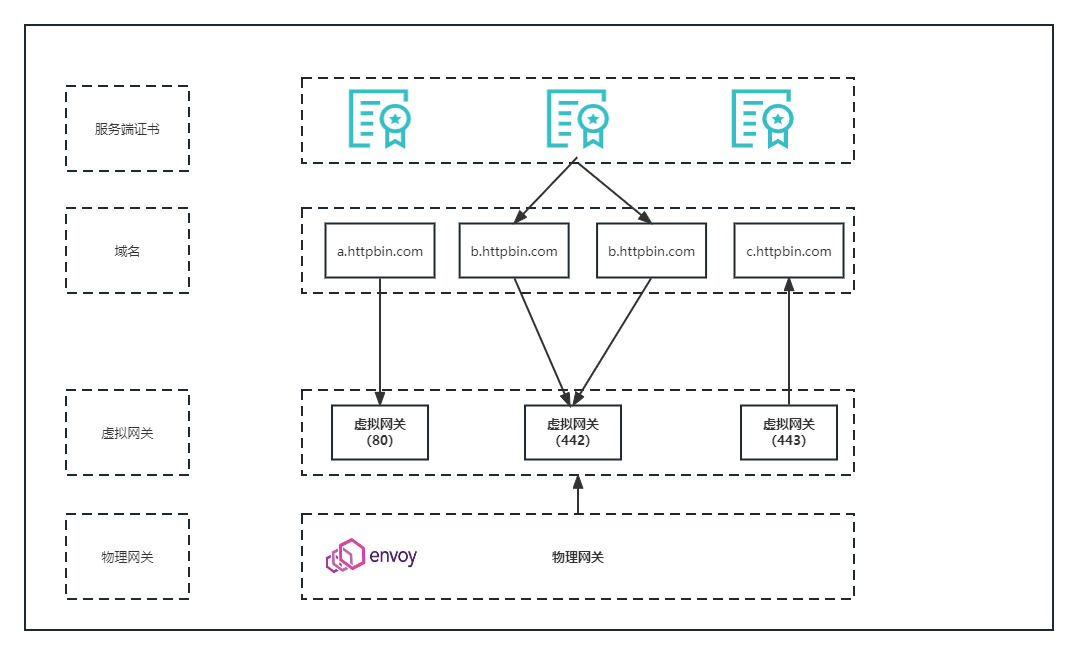 服务端证书
域名
a.httpbin.com
b.httpbin.com
b.httpbin.com
c.httpbin.com
虚拟网关
虚拟网关
(80)
虚拟网关
(442)
虚拟网关
(443)
物理网关
envoy
物理网关